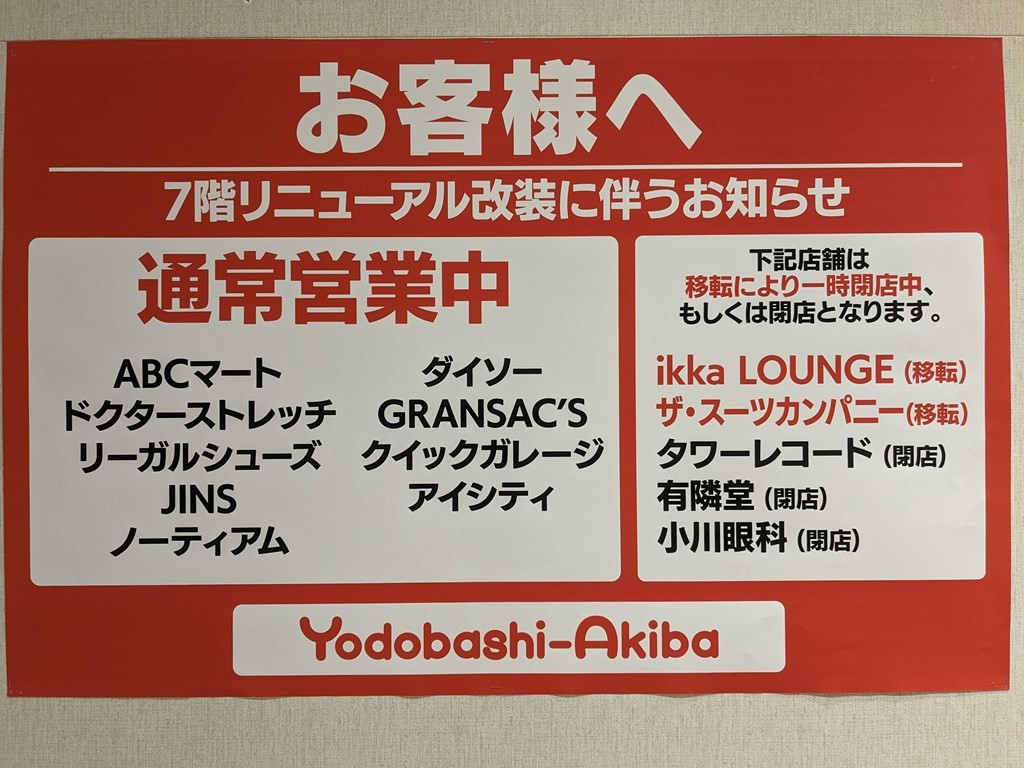 お客様へ
7階リニューアル改装に伴うお知らせ
通常営業中
ABCマート
ドクターストレッチ
リーガルシューズ
JINS
ノーティアム
ダイソー
GRANSAC'S
クイックガレージ
アイシティ
下記店舗は
移転により一時閉店中、
もしくは閉店となります。
ikka LOUNGE (移転)
ザ・スーツカンパニー(移転)
タワーレコード (閉店)
有隣堂 (閉店)
小川眼科 (閉店)
Yodobashi-Akiba